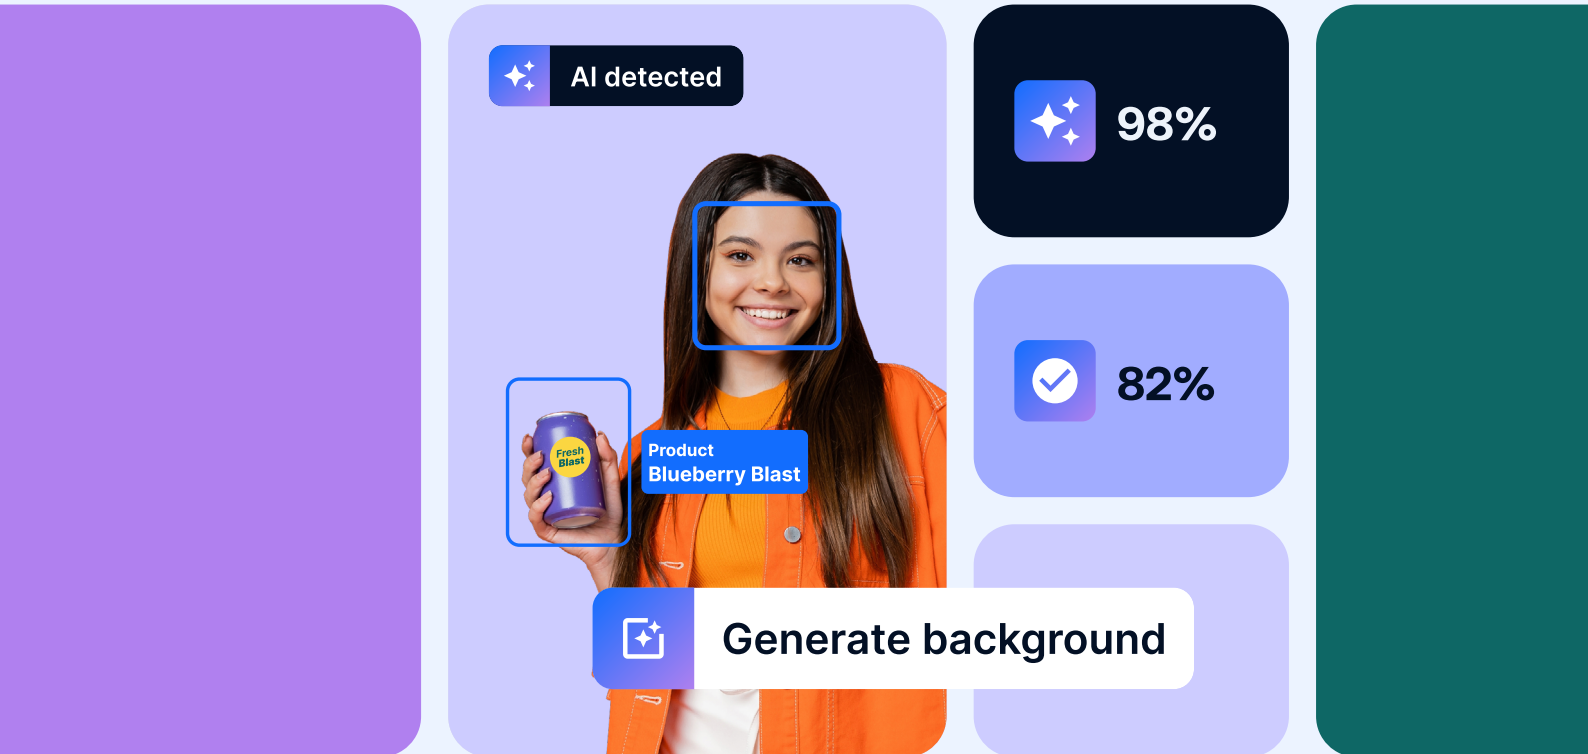 AI detected
98%
82%
Fresh
Blast
Product
Blueberry Blast
Generate background